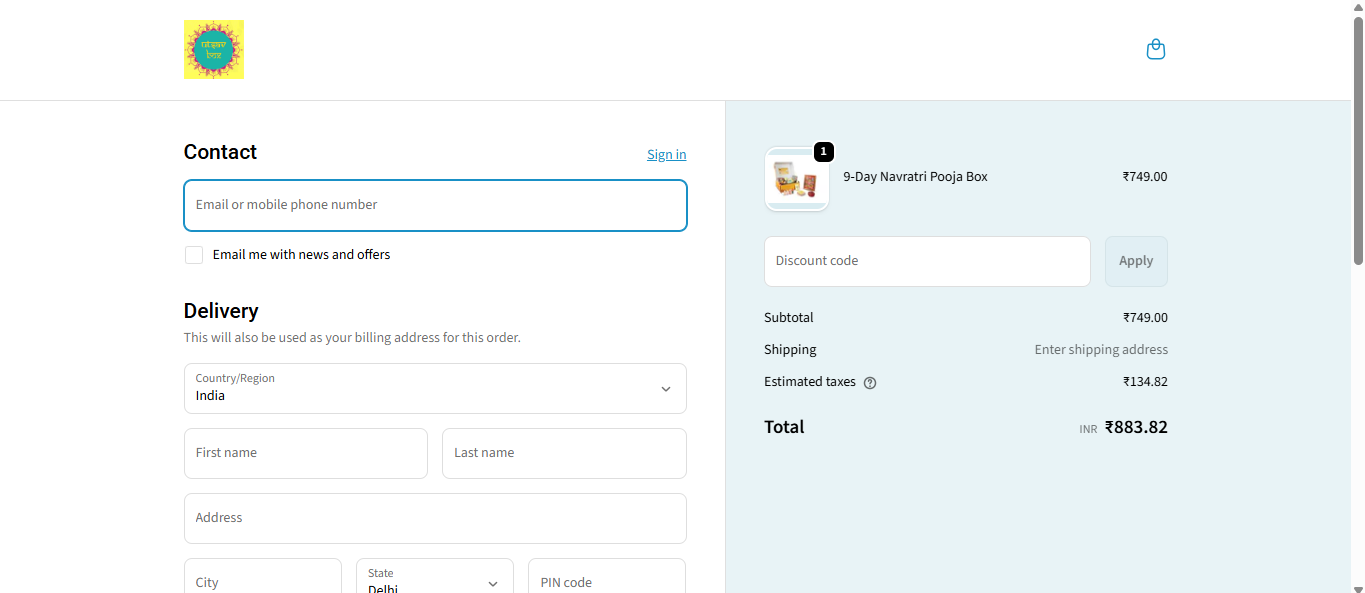 utsav
box
Contact
Sign in
Email or mobile phone number
Email me with news and offers
Delivery
This will also be used as your billing address for this order.
Country/Region
India
First name
Last name
Address
City
State
Delhi
PIN code
1
9-Day Navratri Pooja Box
₹749.00
Discount code
Apply
Subtotal
₹749.00
Shipping
Enter shipping address
Estimated taxes
?
₹134.82
Total
INR ₹883.82